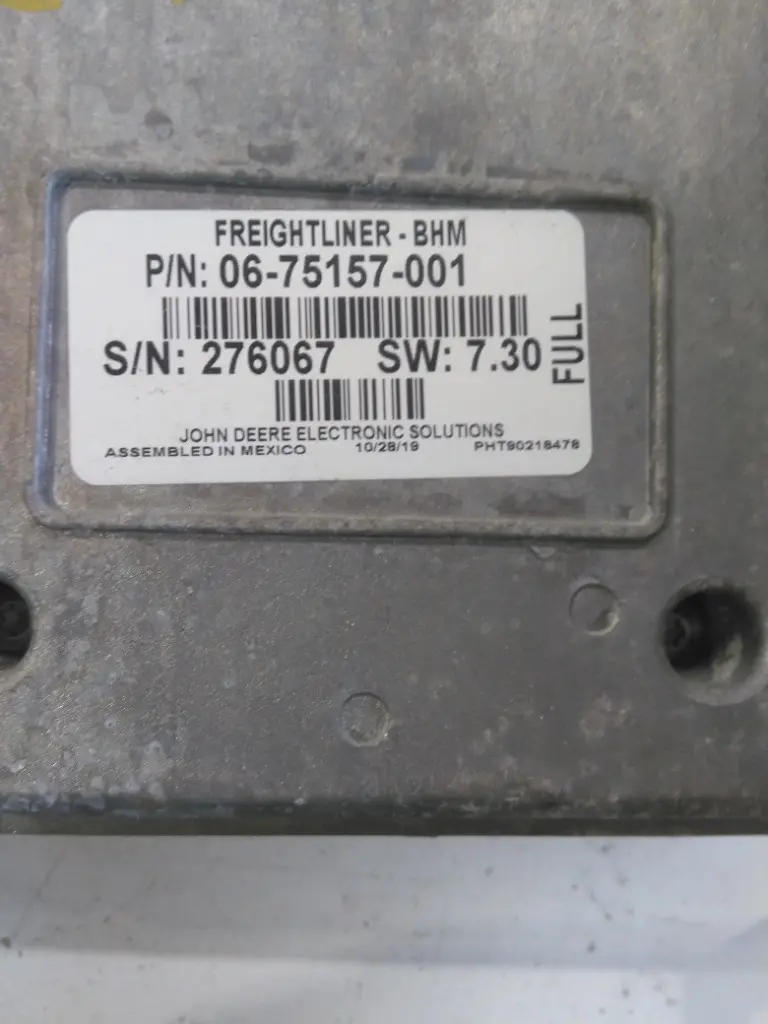 FREIGHTLINER - BHM
P/N: 06-75157-001
S/N: 276067 SW: 7.30
FULL
JOHN DEERE ELECTRONIC SOLUTIONS
ASSEMBLED IN MEXICO 10/28/19 PHT90218478